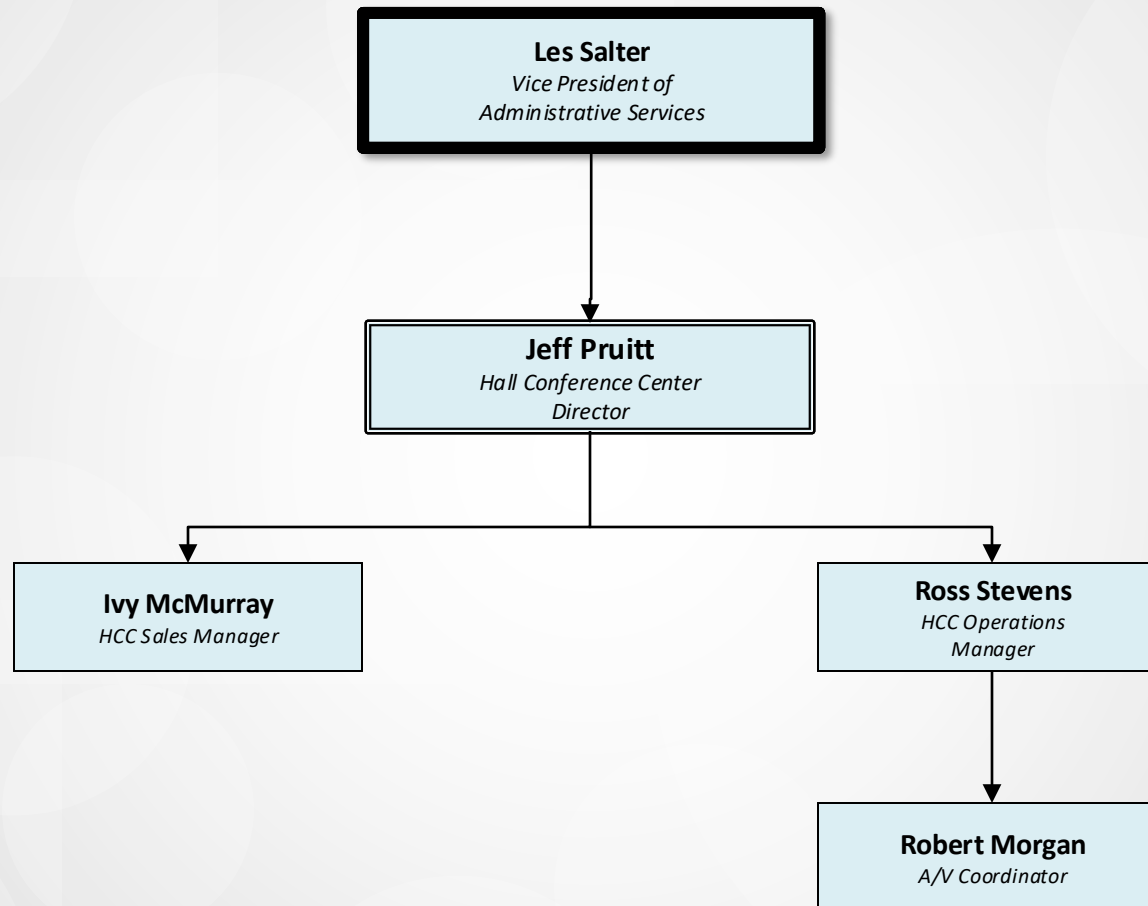 Les Salter
Vice President of
Administrative Services
Jeff Pruitt
Hall Conference Center
Director
Ivy McMurray
HCC Sales Manager
Ross Stevens
HCC Operations
Manager
Robert Morgan
A/V Coordinator